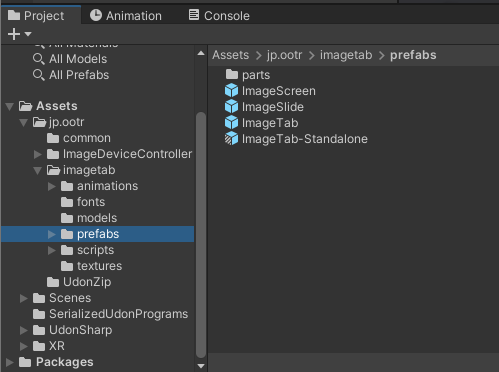 Project Animation Console
All Materials
All Models
All Prefabs
Assets
jp.ootr
common
ImageDeviceController
imagetab
animations
fonts
models
prefabs
scripts
textures
UdonZip
Scenes
SerializedUdonPrograms
UdonSharp
XR
Packages
Assets > jp.ootr > imagetab > prefabs
parts
ImageScreen
ImageSlide
ImageTab
ImageTab-Standalone